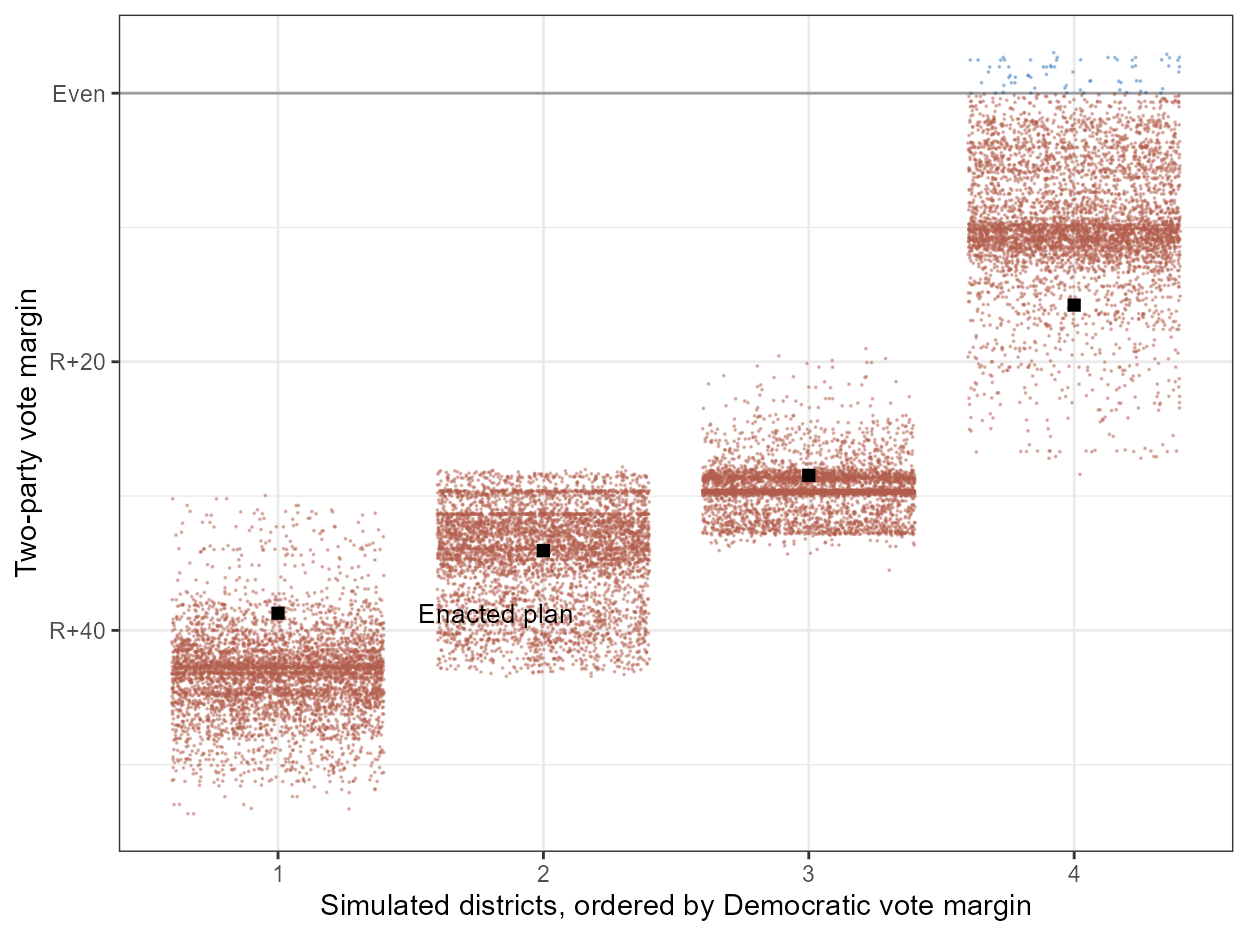 Two-party vote margin
Even
R+20
R+40
Enacted plan
1 2 3 4
Simulated districts, ordered by Democratic vote margin